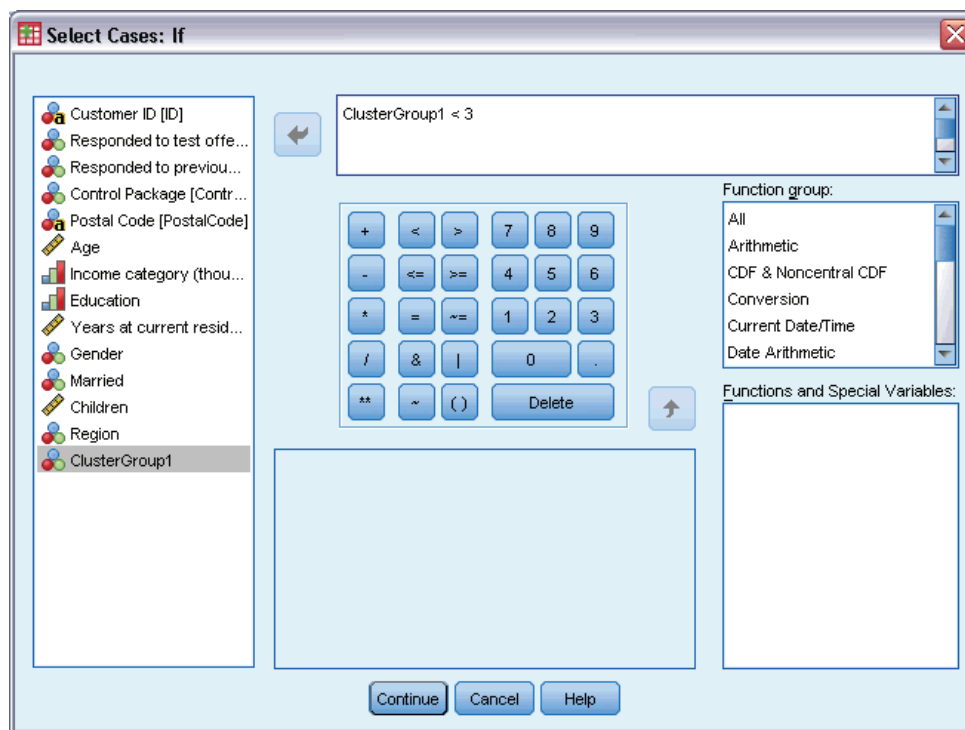 Select Cases: If
Customer ID [ID]
Responded to test offe...
Responded to previou...
Control Package [Contr...
Postal Code [PostalCode]
Age
Income category (thou...
Education
Years at current resid...
Gender
Married
Children
Region
ClusterGroup1
ClusterGroup1 < 3
+ < > 7 8 9
- <= >= 4 5 6
* = ~= 1 2 3
/ & | 0 .
** ~ ( ) Delete
Function group:
All
Arithmetic
CDF & Noncentral CDF
Conversion
Current Date/Time
Date Arithmetic
Functions and Special Variables:
Continue Cancel Help